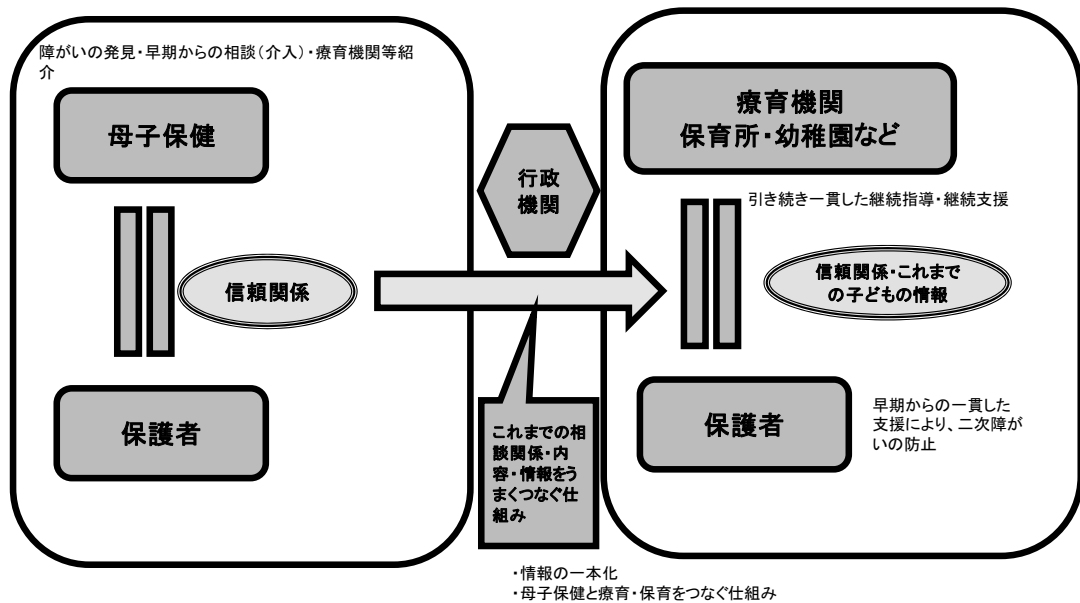 障がいの発見・早期からの相談（介入）・療育機関等紹
介
母子保健
信頼関係
保護者
行政
機関
これまでの相
談関係・内
容・情報をう
まくつなぐ仕
組み
・情報の一本化
・母子保健と療育・保育をつなぐ仕組み
療育機関
保育所・幼稚園など
引き続き一貫した継続指導・継続支援
信頼関係・これまで
の子どもの情報
保護者
早期からの一貫した
支援により、二次障が
いの防止